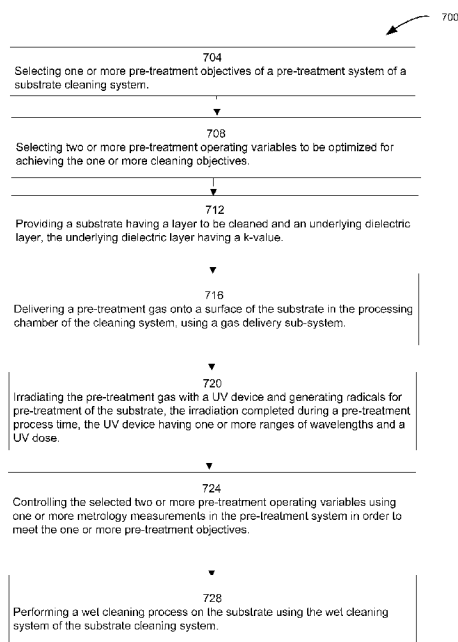 700
704
Selecting one or more pre-treatment objectives of a pre-treatment system of a
substrate cleaning system.
708
Selecting two or more pre-treatment operating variables to be optimized for
achieving the one or more cleaning objectives.
712
Providing a substrate having a layer to be cleaned and an underlying dielectric
layer, the underlying dielectric layer having a k-value.
716
Delivering a pre-treatment gas onto a surface of the substrate in the processing
chamber of the cleaning system, using a gas delivery sub-system.
720
Irradiating the pre-treatment gas with a UV device and generating radicals for
pre-treatment of the substrate, the irradiation completed during a pre-treatment
process time, the UV device having one or more ranges of wavelengths and a
UV dose.
724
Controlling the selected two or more pre-treatment operating variables using
one or more metrology measurements in the pre-treatment system in order to
meet the one or more pre-treatment objectives.
728
Performing a wet cleaning process on the substrate using the wet cleaning
system of the substrate cleaning system.